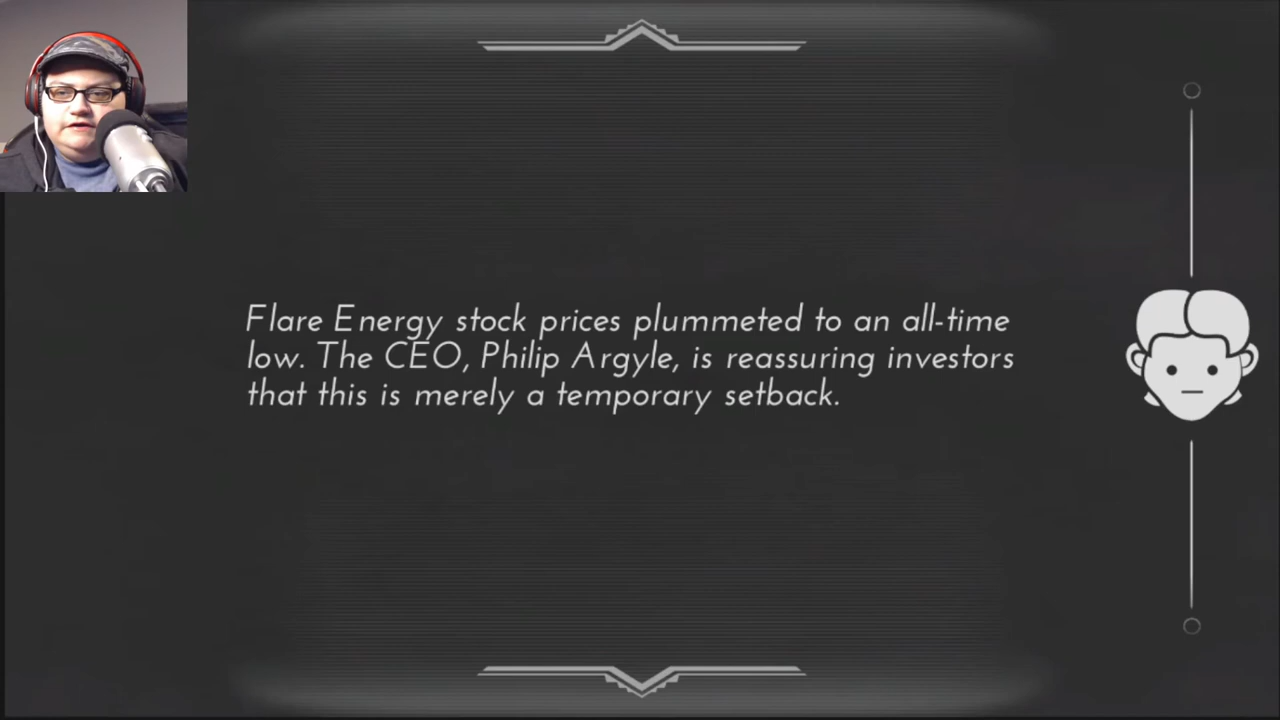 Flare Energy stock prices plummeted to an all-time
low. The CEO, Philip Argyle, is reassuring investors
that this is merely a temporary setback.